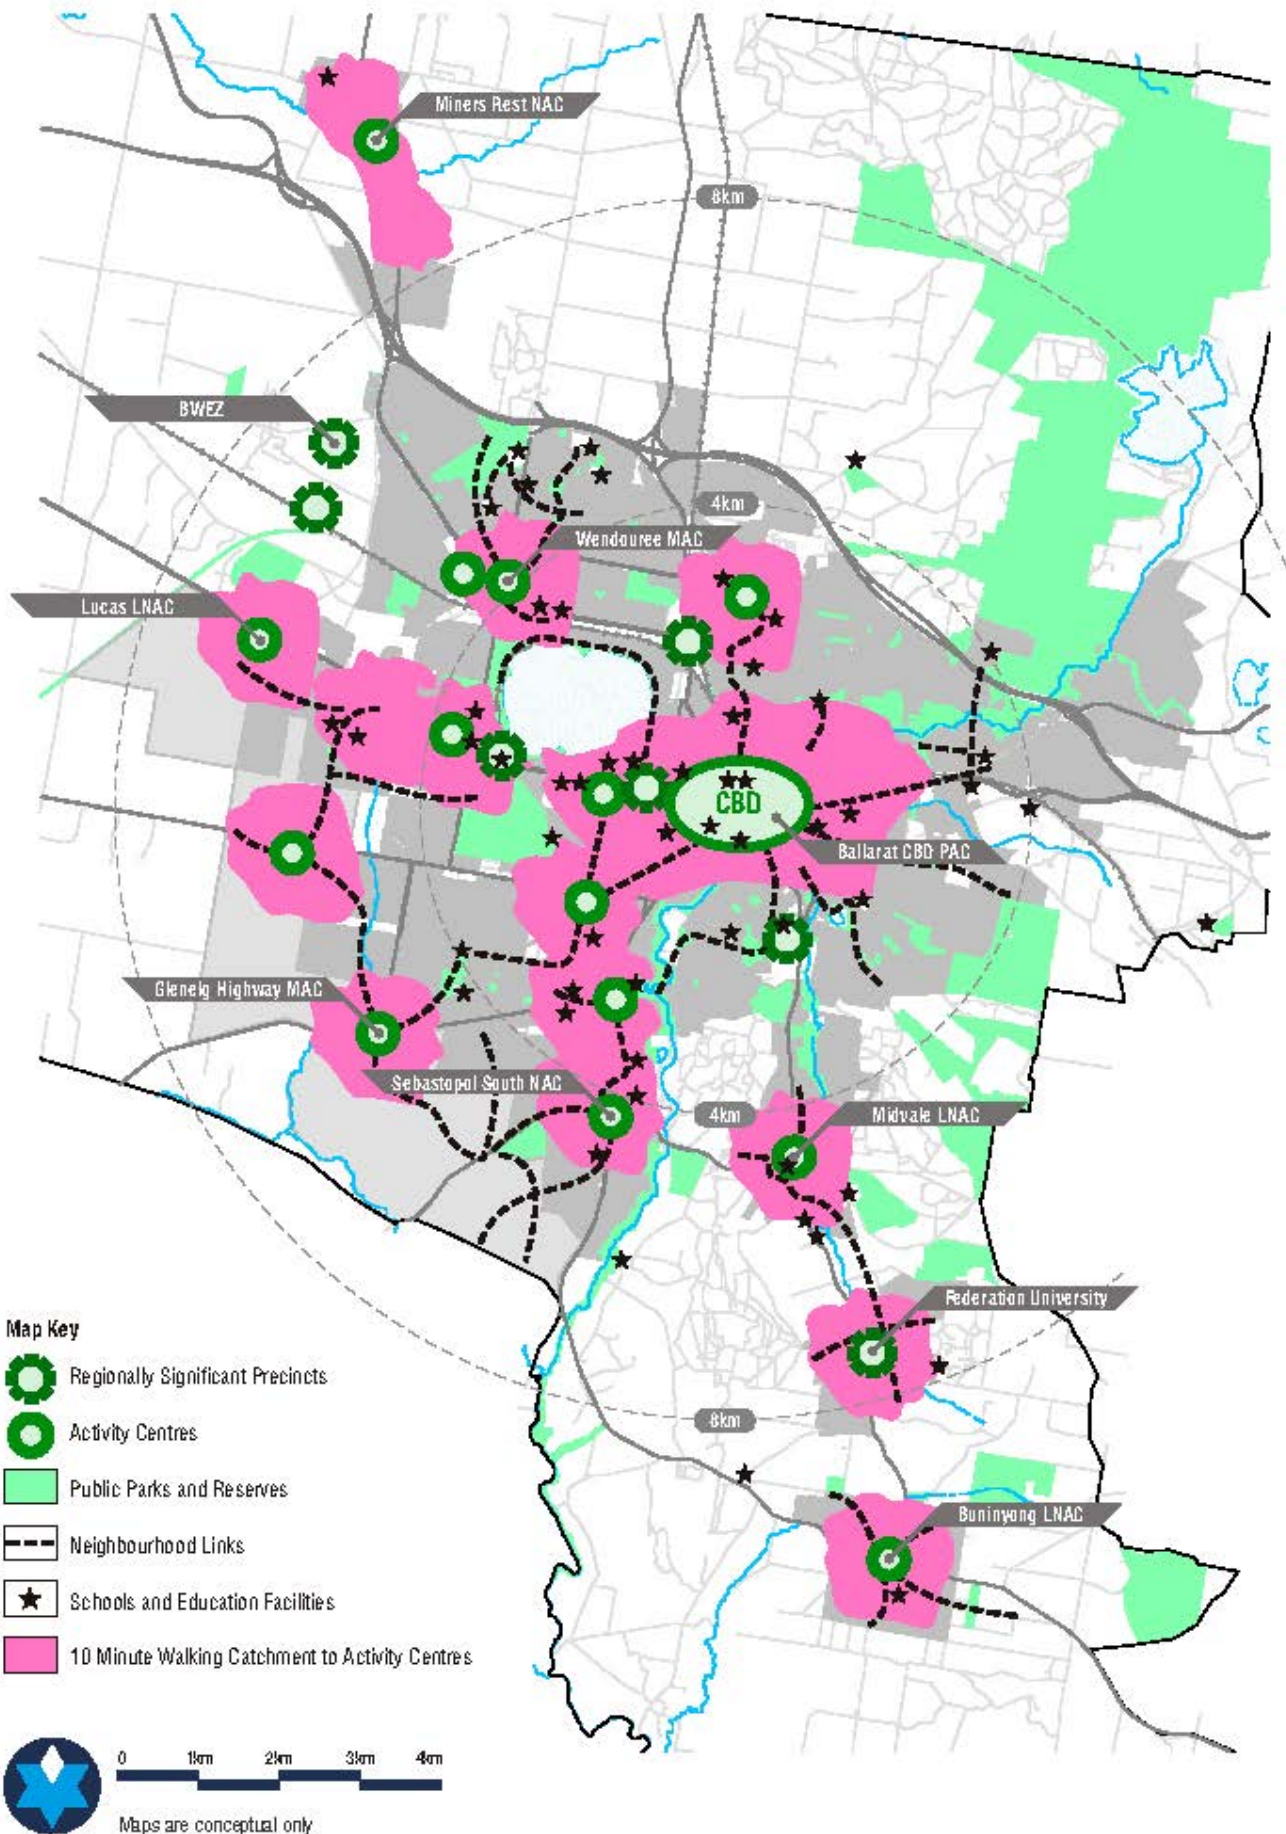 Miners Rest NAC
8km
BWEZ
4km
Wendouree MAC
Lucas LNAC
CBD
Ballarat CBD PAC
Glenelg Highway MAC
Sebastopol South NAC
4km
Midvale LNAC
Federation University
8km
Buninyong LNAC
Map Key
Regionally Significant Precincts
Activity Centres
Public Parks and Reserves
Neighbourhood Links
Schools and Education Facilities
10 Minute Walking Catchment to Activity Centres
0 1km 2km 3km 4km
Maps are conceptual only